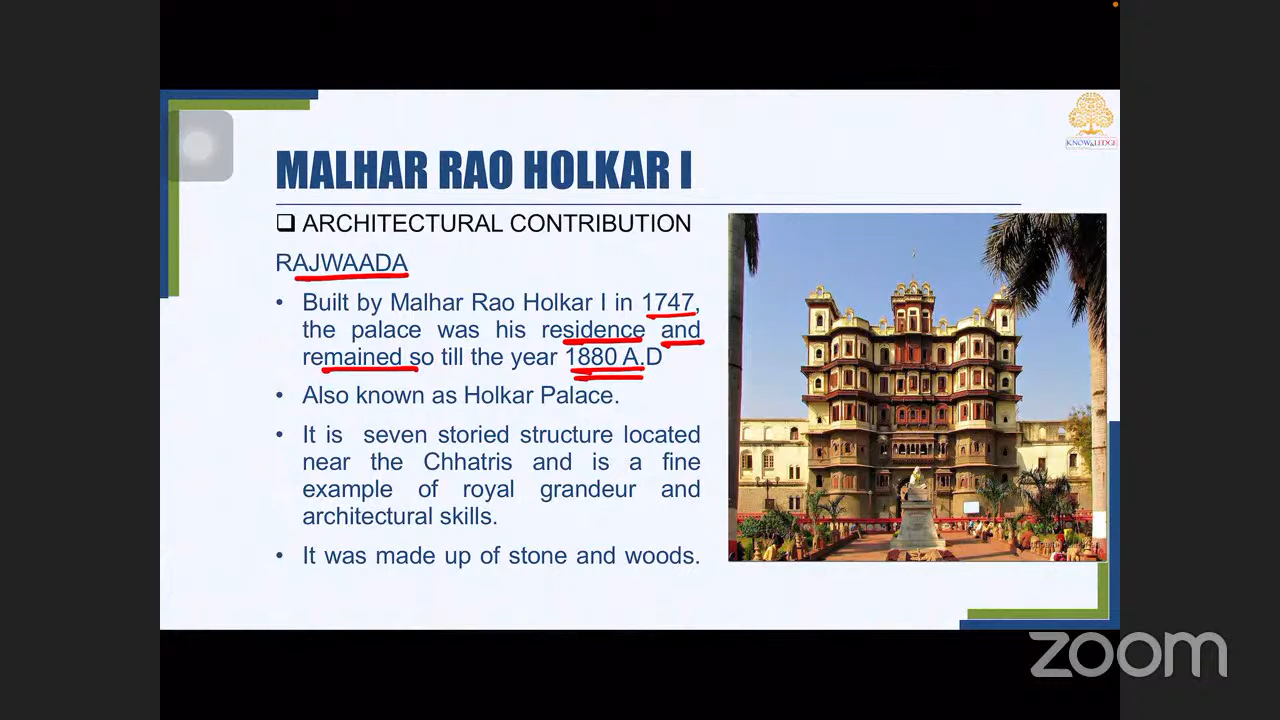 KNOWLEDGE
MALHAR RAO HOLKAR I
❑ ARCHITECTURAL CONTRIBUTION
RAJWAADA
• Built by Malhar Rao Holkar I in 1747,
the palace was his residence and
remained so till the year 1880 A.D
• Also known as Holkar Palace.
• It is seven storied structure located
near the Chhatris and is a fine
example of royal grandeur and
architectural skills.
• It was made up of stone and woods.
zoom